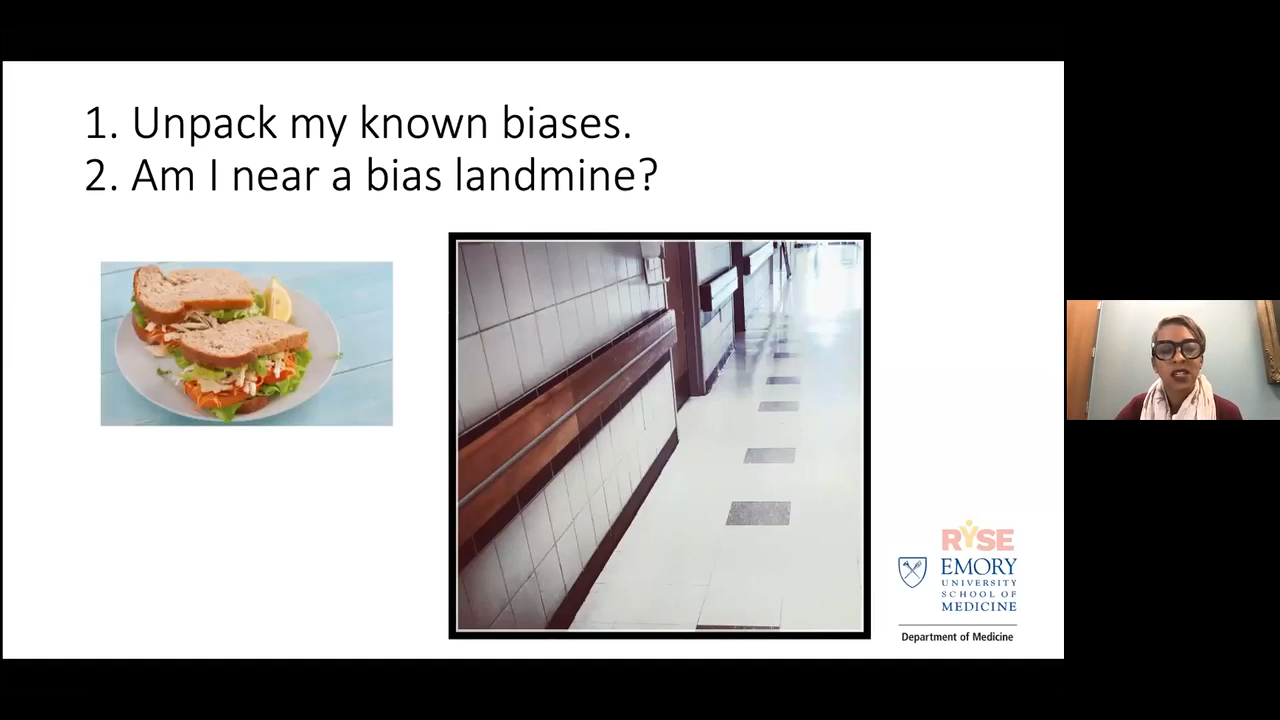 1. Unpack my known biases.
2. Am I near a bias landmine?
RYSE
EMORY
UNIVERSITY
SCHOOL OF
MEDICINE
Department of Medicine